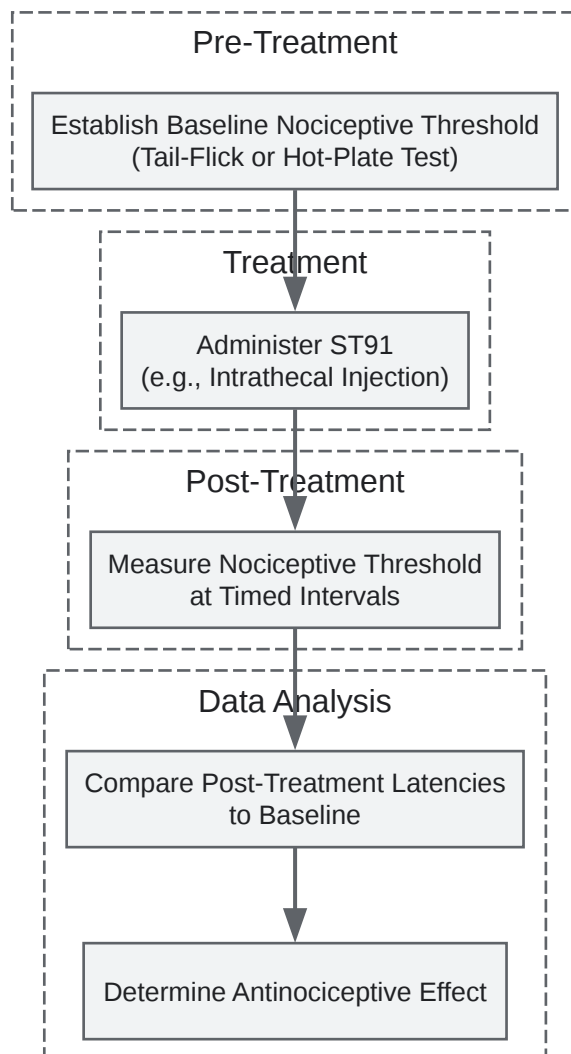 Pre-Treatment
Establish Baseline Nociceptive Threshold
(Tail-Flick or Hot-Plate Test)
Treatment
Administer ST91
(e.g., Intrathecal Injection)
Post-Treatment
Measure Nociceptive Threshold
at Timed Intervals
Data Analysis
Compare Post-Treatment Latencies
to Baseline
Determine Antinociceptive Effect